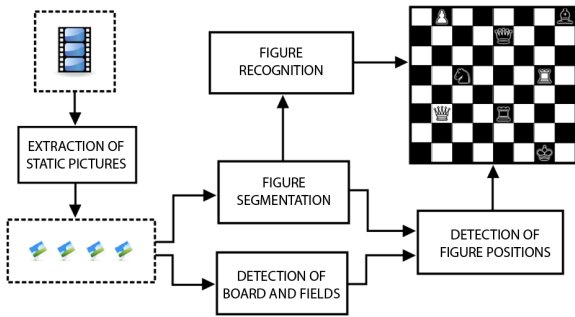 FIGURE
RECOGNITION
EXTRACTION OF
STATIC PICTURES
FIGURE
SEGMENTATION
DETECTION OF
FIGURE POSITIONS
DETECTION OF
BOARD AND FIELDS